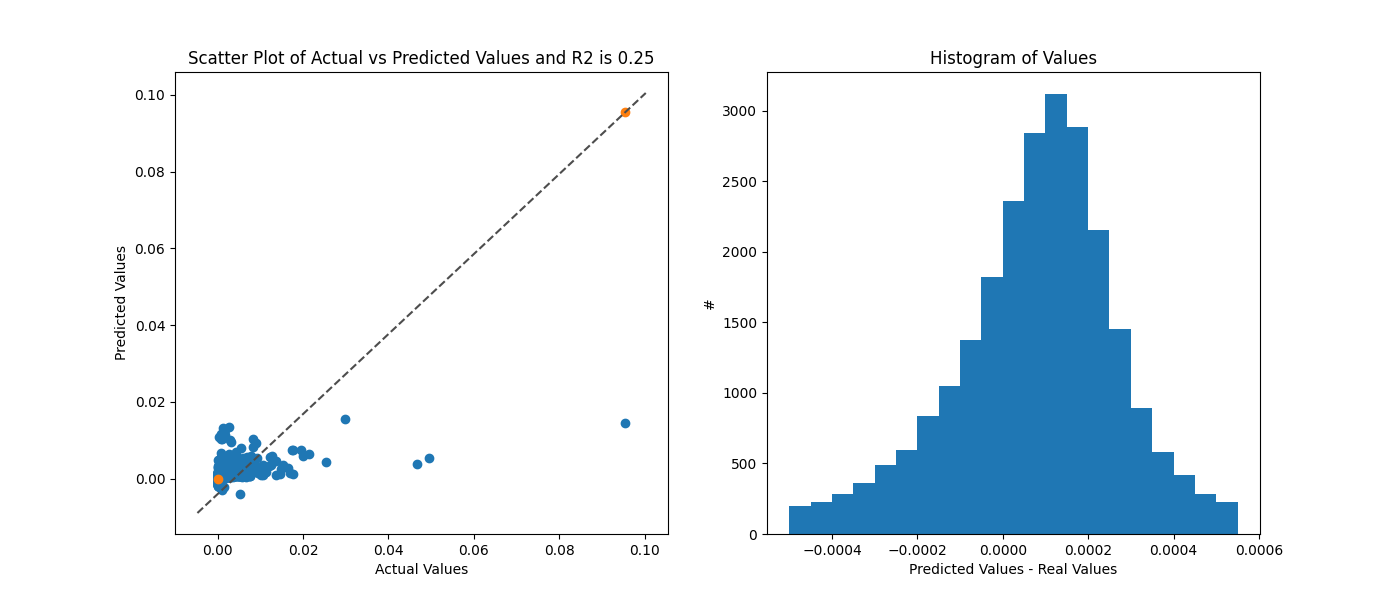 Scatter Plot of Actual vs Predicted Values and R2 is 0.25
0.10
0.08
0.06
0.04
0.02
0.00
Predicted Values
0.00 0.02 0.04 0.06 0.08 0.10
Actual Values
Histogram of Values
3000
2500
2000
1500
1000
500
0
#
−0.0004 −0.0002 0.0000 0.0002 0.0004 0.0006
Predicted Values - Real Values